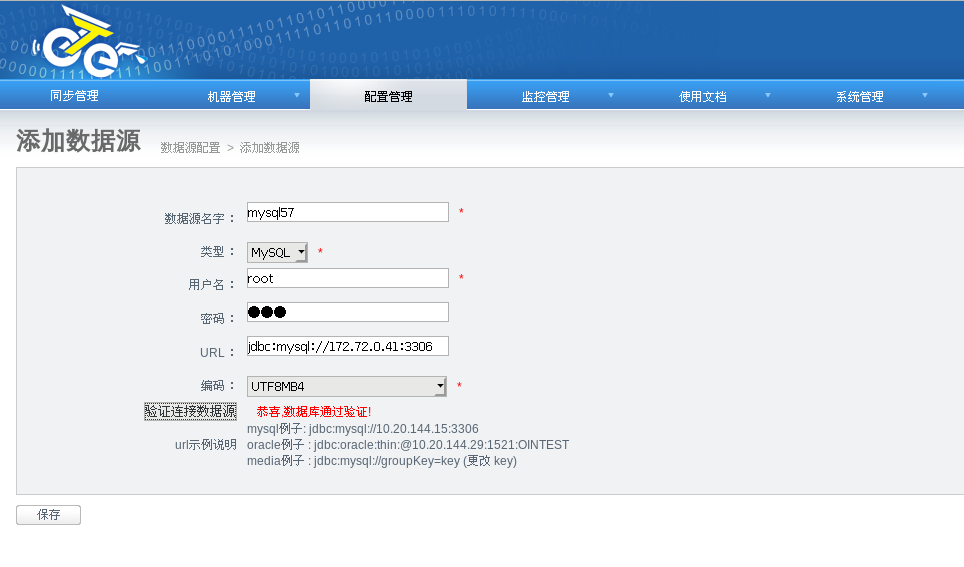 同步管理 机器管理 配置管理 监控管理 使用文档 系统管理
添加数据源 数据源配置 > 添加数据源
数据源名字： mysql57 *
类型： MySQL *
用户名： root *
密码： ●●●
URL： jdbc:mysql://172.72.0.41:3306
编码： UTF8MB4 *
验证连接数据源 恭喜,数据库通过验证!
mysql例子: jdbc:mysql://10.20.144.15:3306
url示例说明 oracle例子 : jdbc:oracle:thin:@10.20.144.29:1521:OINTEST
media例子 : jdbc:mysql://groupKey=key (更改 key)
保存